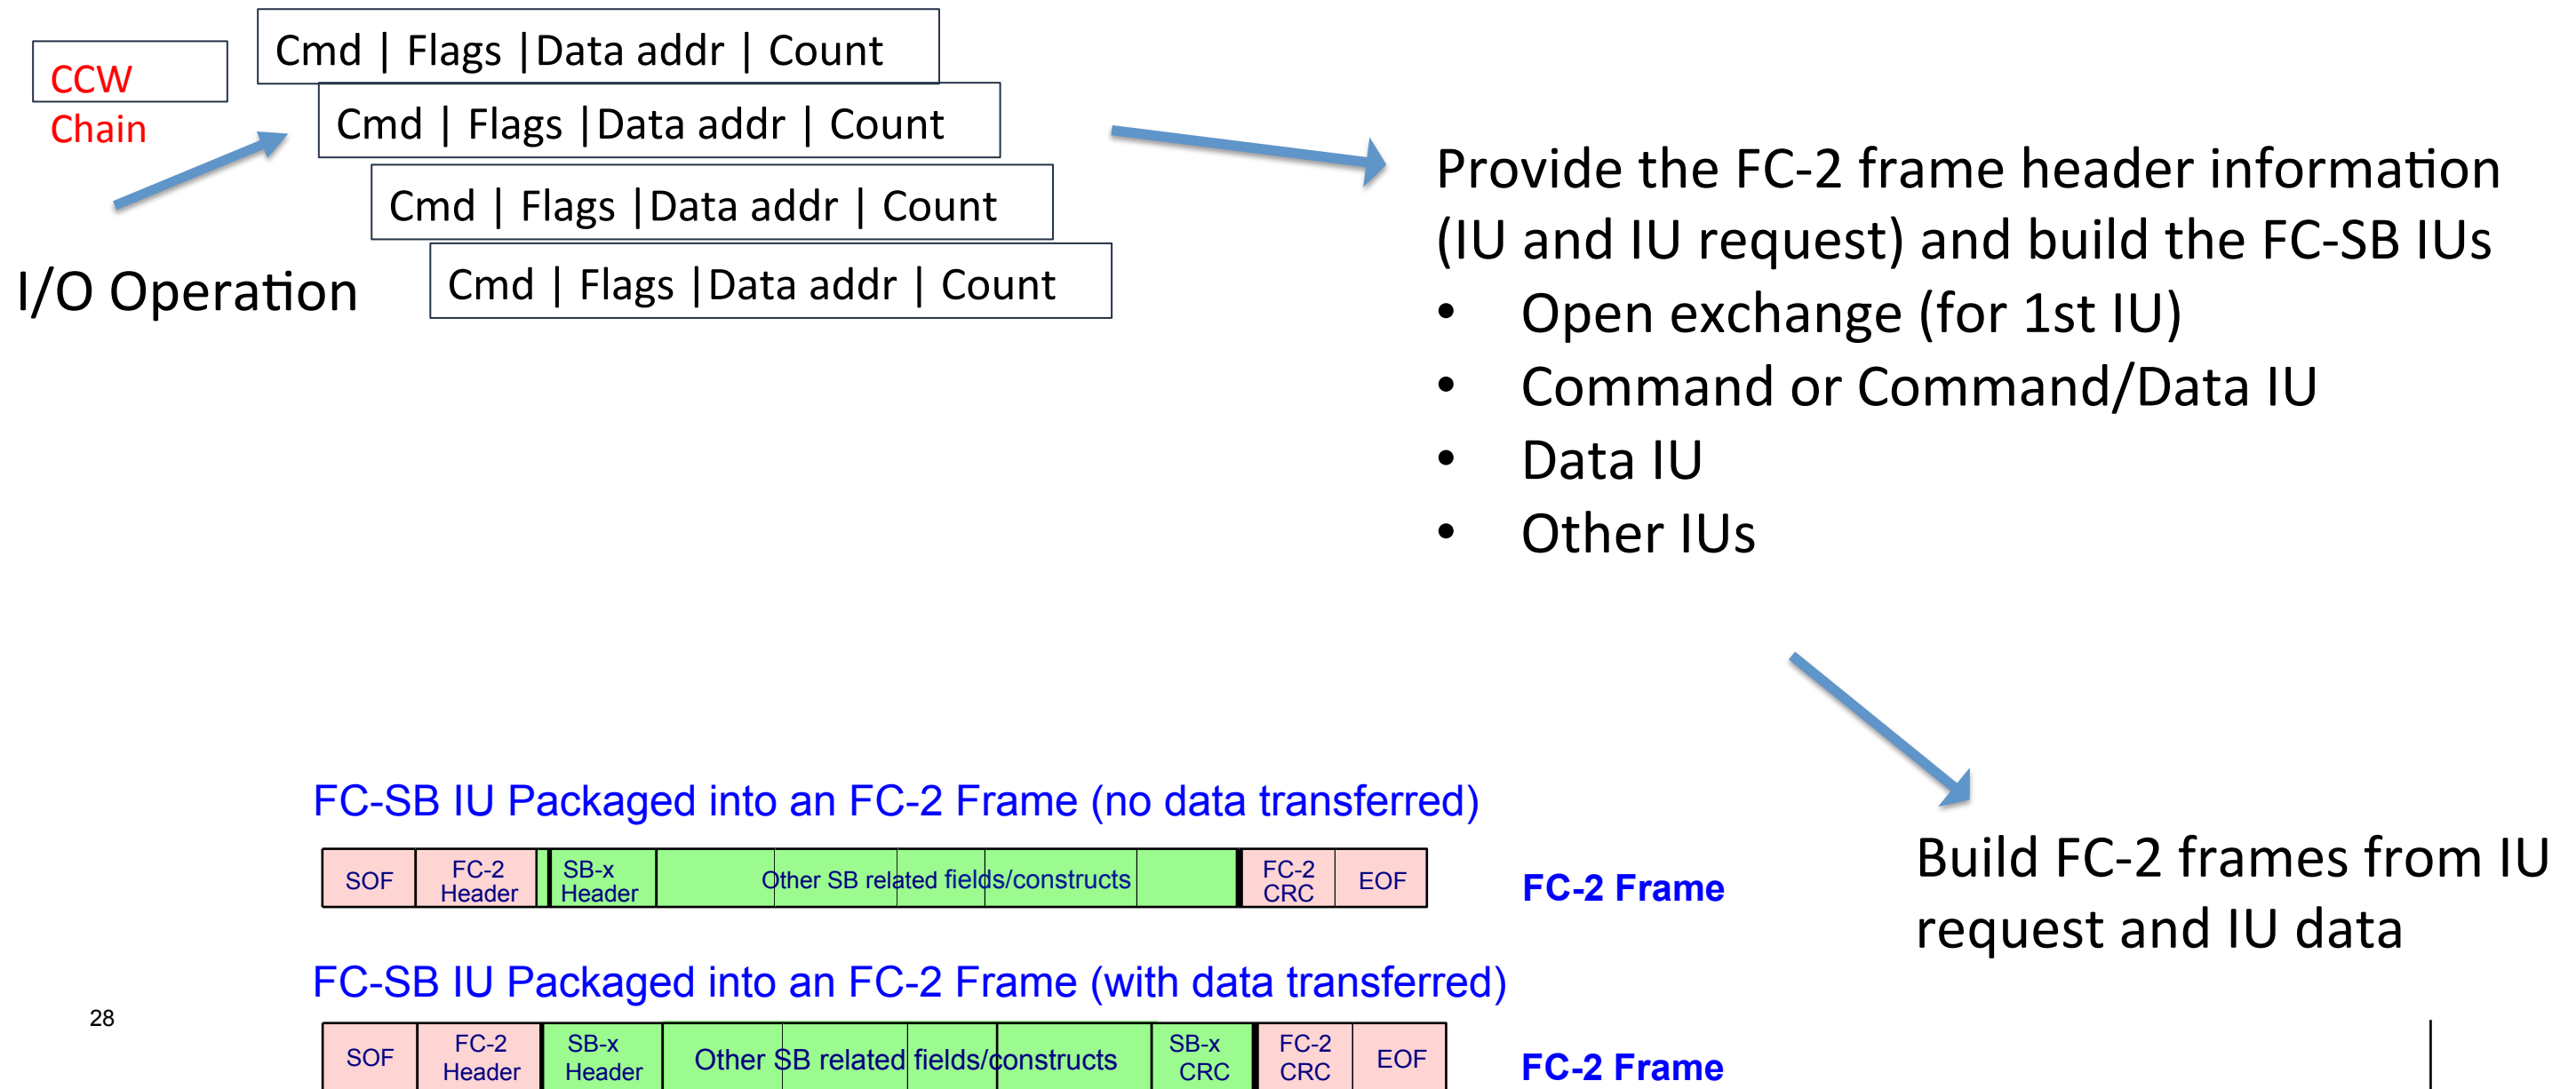 CCW
Chain
Cmd | Flags |Data addr | Count
Cmd | Flags |Data addr | Count
Cmd | Flags |Data addr | Count
Cmd | Flags |Data addr | Count
I/O Operation
Provide the FC-2 frame header information
(IU and IU request) and build the FC-SB IUs
• Open exchange (for 1st IU)
• Command or Command/Data IU
• Data IU
• Other IUs
Build FC-2 frames from IU
request and IU data
FC-SB IU Packaged into an FC-2 Frame (no data transferred)
SOF
FC-2
Header
SB-x
Header
Other SB related fields/constructs
FC-2
CRC
EOF
FC-2 Frame
FC-SB IU Packaged into an FC-2 Frame (with data transferred)
SOF
FC-2
Header
SB-x
Header
Other SB related fields/constructs
SB-x
CRC
FC-2
CRC
EOF
FC-2 Frame
28